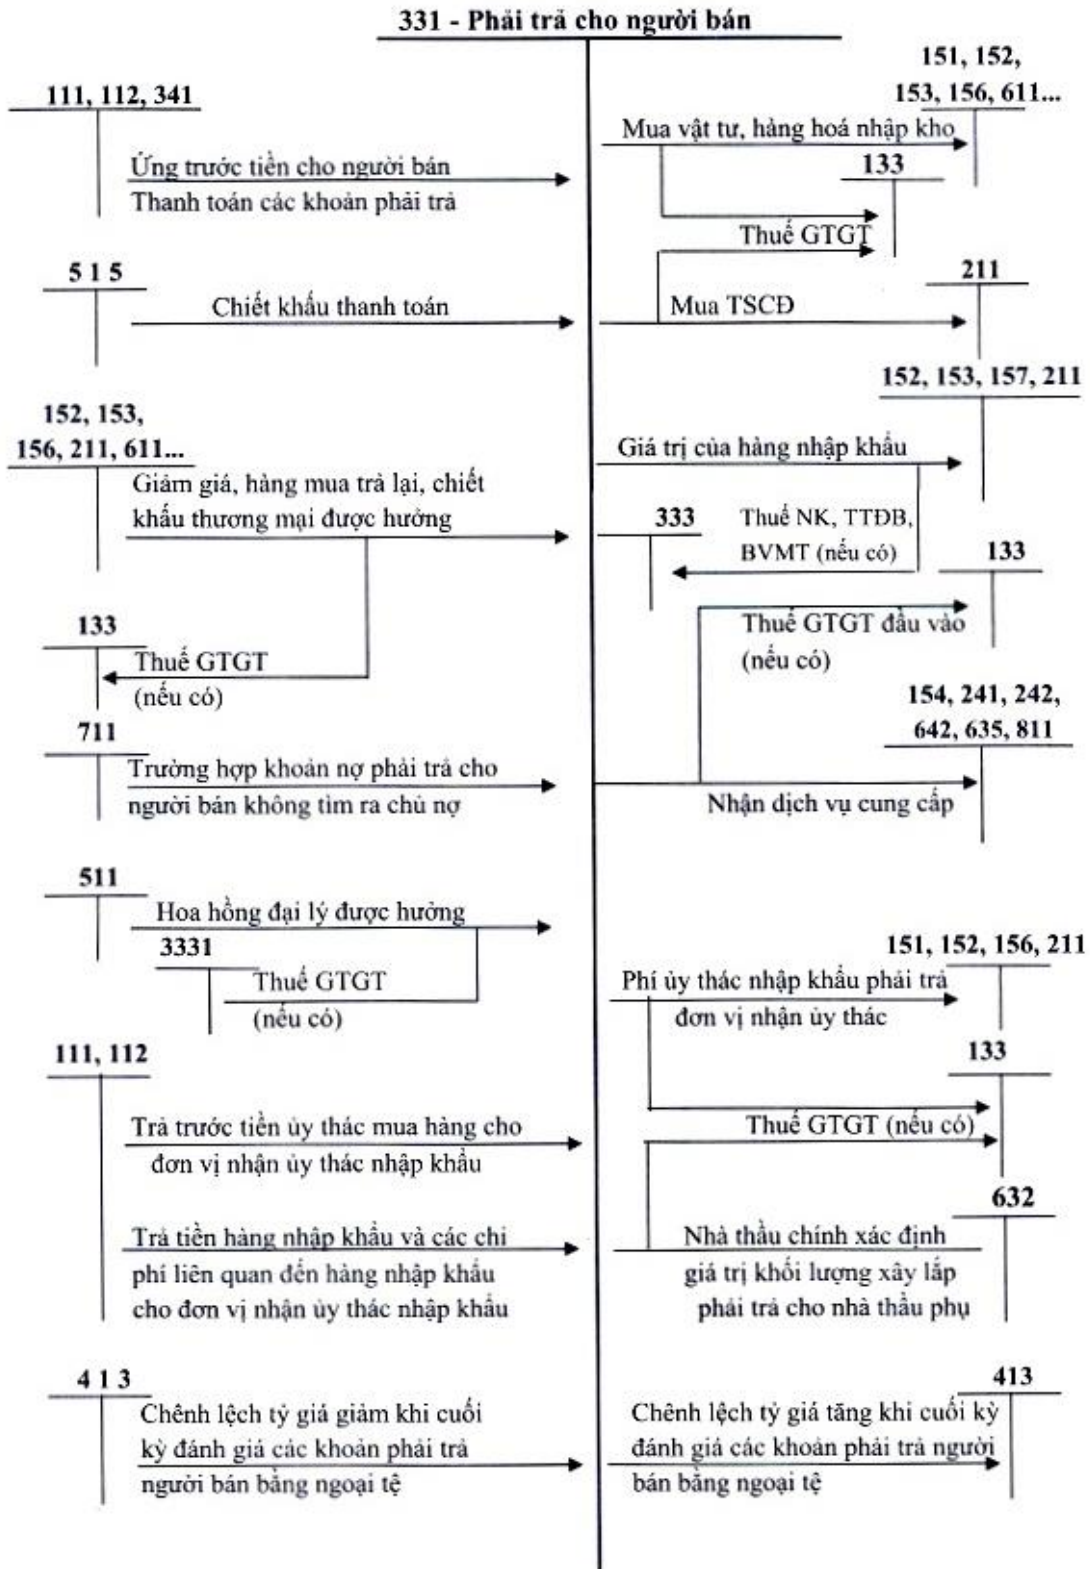 331 - Phải trả cho người bán
111, 112, 341
Ứng trước tiền cho người bán
Thanh toán các khoản phải trả
5 1 5
Chiết khấu thanh toán
152, 153,
156, 211, 611...
Giảm giá, hàng mua trả lại, chiết
khấu thương mại được hưởng
133
Thuế GTGT
(nếu có)
711
Trường hợp khoản nợ phải trả cho
người bán không tìm ra chủ nợ
511
Hoa hồng đại lý được hưởng
3331
Thuế GTGT
(nếu có)
111, 112
Trả trước tiền ủy thác mua hàng cho
đơn vị nhận ủy thác nhập khẩu
Trả tiền hàng nhập khẩu và các chi
phí liên quan đến hàng nhập khẩu
cho đơn vị nhận ủy thác nhập khẩu
4 1 3
Chênh lệch tỷ giá giảm khi cuối
kỳ đánh giá các khoản phải trả
người bán bằng ngoại tệ
151, 152,
153, 156, 611...
Mua vật tư, hàng hoá nhập kho
133
Thuế GTGT
211
Mua TSCĐ
152, 153, 157, 211
Giá trị của hàng nhập khẩu
333
Thuế NK, TTĐB,
BVMT (nếu có)
133
Thuế GTGT đầu vào
(nếu có)
154, 241, 242,
642, 635, 811
Nhận dịch vụ cung cấp
151, 152, 156, 211
Phí ủy thác nhập khẩu phải trả
đơn vị nhận ủy thác
133
Thuế GTGT (nếu có)
632
Nhà thầu chính xác định
giá trị khối lượng xây lắp
phải trả cho nhà thầu phụ
413
Chênh lệch tỷ giá tăng khi cuối kỳ
đánh giá các khoản phải trả người
bán bằng ngoại tệ